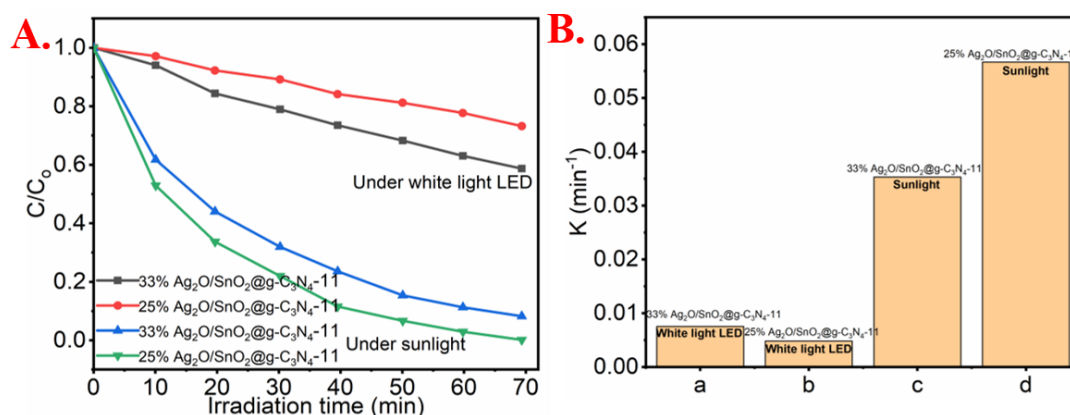 A.
C/C₀
1.0
0.8
0.6
0.4
0.2
0.0
Under white light LED
33% Ag₂O/SnO₂@g-C₃N₄-11
25% Ag₂O/SnO₂@g-C₃N₄-11
33% Ag₂O/SnO₂@g-C₃N₄-11
25% Ag₂O/SnO₂@g-C₃N₄-11
Under sunlight
0 10 20 30 40 50 60 70
Irradiation time (min)
B.
K (min⁻¹)
0.06
0.05
0.04
0.03
0.02
0.01
0.00
33% Ag₂O/SnO₂@g-C₃N₄-11
White light LED
25% Ag₂O/SnO₂@g-C₃N₄-11
White light LED
33% Ag₂O/SnO₂@g-C₃N₄-11
Sunlight
25% Ag₂O/SnO₂@g-C₃N₄-1
Sunlight
a b c d